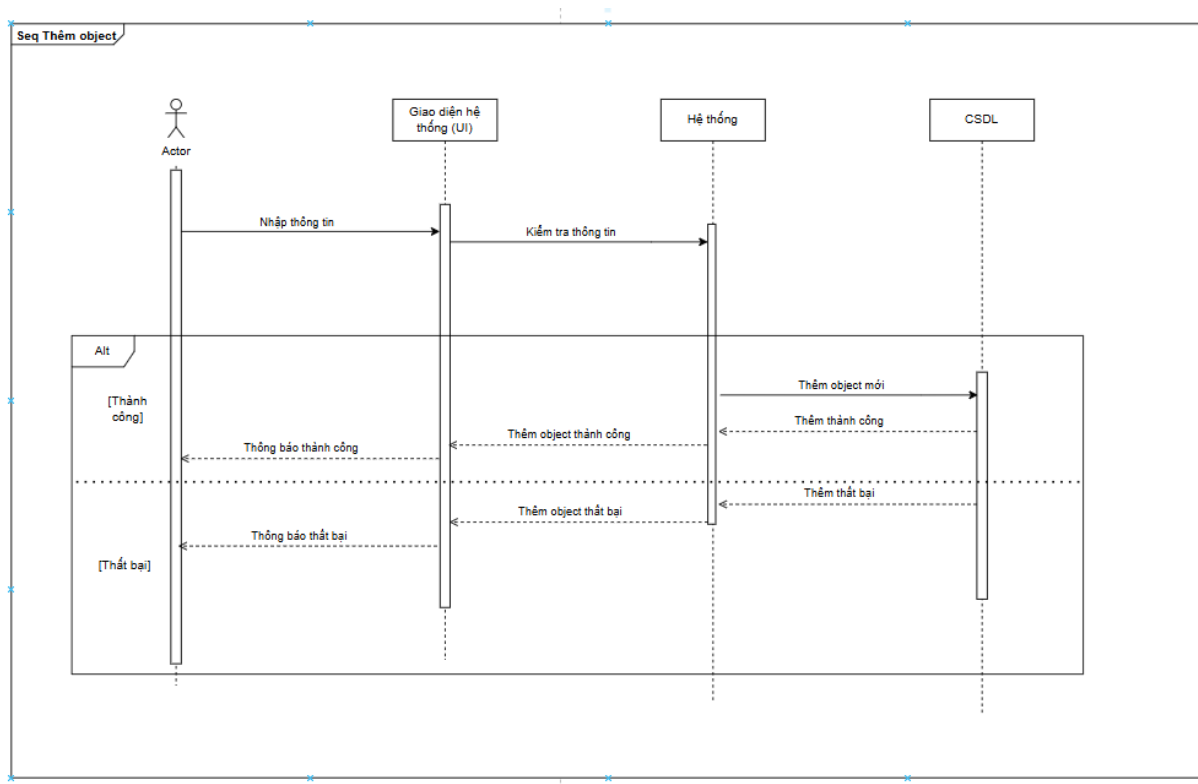 Seq Thêm object
Giao diện hệ
thống (UI)
Hệ thống
CSDL
Actor
Nhập thông tin
Kiểm tra thông tin
Alt
Thêm object mới
[Thành
công]
Thêm thành công
Thêm object thành công
Thông báo thành công
Thêm thất bại
Thêm object thất bại
Thông báo thất bại
[Thất bại]